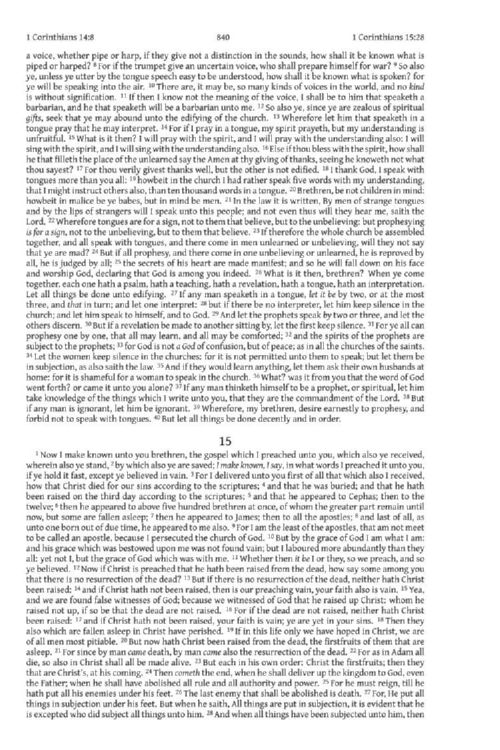 1 Corinthians 14:8 840 1 Corinthians 15:28
a voice, whether pipe or harp, if they give not a distinction in the sounds, how shall it be known what is
piped or harped? 8 For if the trumpet give an uncertain voice, who shall prepare himself for war? 9 So also
ye, unless ye utter by the tongue speech easy to be understood, how shall it be known what is spoken? for
ye will be speaking into the air. 10 There are, it may be, so many kinds of voices in the world, and no kind
is without signification. 11 If then I know not the meaning of the voice, I shall be to him that speaketh a
barbarian, and he that speaketh will be a barbarian unto me. 12 So also ye, since ye are zealous of spiritual
gifts, seek that ye may abound unto the edifying of the church. 13 Wherefore let him that speaketh in a
tongue pray that he may interpret. 14 For if I pray in a tongue, my spirit prayeth, but my understanding is
unfruitful. 15 What is it then? I will pray with the spirit, and I will pray with the understanding also: I will
sing with the spirit, and I will sing with the understanding also. 16 Else if thou bless with the spirit, how shall
he that filleth the place of the unlearned say the Amen at thy giving of thanks, seeing he knoweth not what
thou sayest? 17 For thou verily givest thanks well, but the other is not edified. 18 I thank God, I speak with
tongues more than you all: 19 howbeit in the church I had rather speak five words with my understanding,
that I might instruct others also, than ten thousand words in a tongue. 20 Brethren, be not children in mind:
howbeit in malice be ye babes, but in mind be men. 21 In the law it is written, By men of strange tongues
and by the lips of strangers will I speak unto this people; and not even thus will they hear me, saith the
Lord. 22 Wherefore tongues are for a sign, not to them that believe, but to the unbelieving: but prophesying
is for a sign, not to the unbelieving, but to them that believe. 23 If therefore the whole church be assembled
together, and all speak with tongues, and there come in men unlearned or unbelieving, will they not say
that ye are mad? 24 But if all prophesy, and there come in one unbelieving or unlearned, he is reproved by
all, he is judged by all; 25 the secrets of his heart are made manifest; and so he will fall down on his face
and worship God, declaring that God is among you indeed. 26 What is it then, brethren? When ye come
together, each one hath a psalm, hath a teaching, hath a revelation, hath a tongue, hath an interpretation.
Let all things be done unto edifying. 27 If any man speaketh in a tongue, let it be by two, or at the most
three, and that in turn; and let one interpret: 28 but if there be no interpreter, let him keep silence in the
church; and let him speak to himself, and to God. 29 And let the prophets speak by two or three, and let the
others discern. 30 But if a revelation be made to another sitting by, let the first keep silence. 31 For ye all can
prophesy one by one, that all may learn, and all may be comforted; 32 and the spirits of the prophets are
subject to the prophets; 33 for God is not a God of confusion, but of peace; as in all the churches of the saints.
34 Let the women keep silence in the churches: for it is not permitted unto them to speak; but let them be
in subjection, as also saith the law. 35 And if they would learn anything, let them ask their own husbands at
home: for it is shameful for a woman to speak in the church. 36 What? was it from you that the word of God
went forth? or came it unto you alone? 37 If any man thinketh himself to be a prophet, or spiritual, let him
take knowledge of the things which I write unto you, that they are the commandment of the Lord. 38 But
if any man is ignorant, let him be ignorant. 39 Wherefore, my brethren, desire earnestly to prophesy, and
forbid not to speak with tongues. 40 But let all things be done decently and in order.
15
1 Now I make known unto you brethren, the gospel which I preached unto you, which also ye received,
wherein also ye stand, 2 by which also ye are saved; I make known, I say, in what words I preached it unto you,
if ye hold it fast, except ye believed in vain. 3 For I delivered unto you first of all that which also I received,
how that Christ died for our sins according to the scriptures; 4 and that he was buried; and that he hath
been raised on the third day according to the scriptures; 5 and that he appeared to Cephas; then to the
twelve; 6 then he appeared to above five hundred brethren at once, of whom the greater part remain until
now, but some are fallen asleep; 7 then he appeared to James; then to all the apostles; 8 and last of all, as
unto one born out of due time, he appeared to me also. 9 For I am the least of the apostles, that am not meet
to be called an apostle, because I persecuted the church of God. 10 But by the grace of God I am what I am:
and his grace which was bestowed upon me was not found vain; but I laboured more abundantly than they
all: yet not I, but the grace of God which was with me. 11 Whether then it be I or they, so we preach, and so
ye believed. 12 Now if Christ is preached that he hath been raised from the dead, how say some among you
that there is no resurrection of the dead? 13 But if there is no resurrection of the dead, neither hath Christ
been raised: 14 and if Christ hath not been raised, then is our preaching vain, your faith also is vain. 15 Yea,
and we are found false witnesses of God; because we witnessed of God that he raised up Christ: whom he
raised not up, if so be that the dead are not raised. 16 For if the dead are not raised, neither hath Christ
been raised: 17 and if Christ hath not been raised, your faith is vain; ye are yet in your sins. 18 Then they
also which are fallen asleep in Christ have perished. 19 If in this life only we have hoped in Christ, we are
of all men most pitiable. 20 But now hath Christ been raised from the dead, the firstfruits of them that are
asleep. 21 For since by man came death, by man came also the resurrection of the dead. 22 For as in Adam all
die, so also in Christ shall all be made alive. 23 But each in his own order: Christ the firstfruits; then they
that are Christ's, at his coming. 24 Then cometh the end, when he shall deliver up the kingdom to God, even
the Father; when he shall have abolished all rule and all authority and power. 25 For he must reign, till he
hath put all his enemies under his feet. 26 The last enemy that shall be abolished is death. 27 For, He put all
things in subjection under his feet. But when he saith, All things are put in subjection, it is evident that he
is excepted who did subject all things unto him. 28 And when all things have been subjected unto him, then